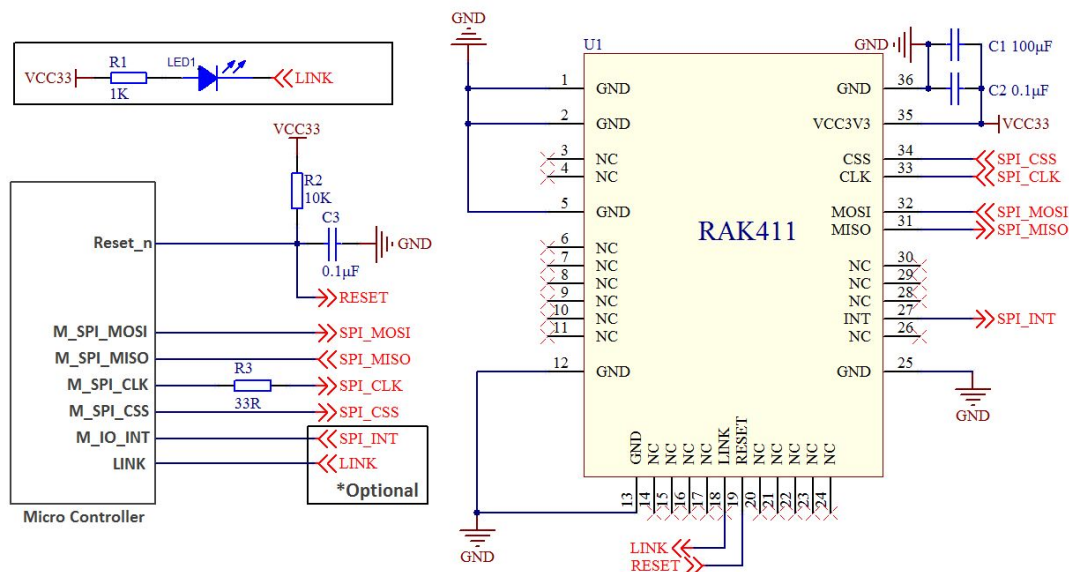 VCC33
R1
1K
LED1
LINK
VCC33
R2
10K
C3
0.1μF
GND
Reset_n
RESET
M_SPI_MOSI
SPI_MOSI
M_SPI_MISO
SPI_MISO
M_SPI_CLK
R3
33R
SPI_CLK
M_SPI_CSS
SPI_CSS
M_IO_INT
SPI_INT
LINK
LINK
*Optional
Micro Controller
GND
U1
RAK411
1 GND
2 GND
3 NC
4 NC
5 GND
6 NC
7 NC
8 NC
9 NC
10 NC
11 NC
12 GND
GND
13 GND
14 NC
15 NC
16 NC
17 NC
18 LINK
19 RESET
20 NC
21 NC
22 NC
23 NC
24 NC
LINK
RESET
GND
C1 100μF
C2 0.1μF
GND 36
VCC3V3 35 VCC33
CSS 34 SPI_CSS
CLK 33 SPI_CLK
MOSI 32 SPI_MOSI
MISO 31 SPI_MISO
NC 30
NC 29
NC 28
INT 27 SPI_INT
NC 26
GND 25
GND